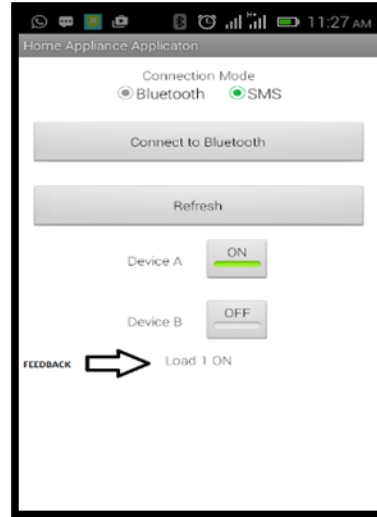 11:27 AM
Home Appliance Applicaton
Connection Mode
Bluetooth SMS
Connect to Bluetooth
Refresh
Device A ON
Device B OFF
FEEDBACK Load 1 ON